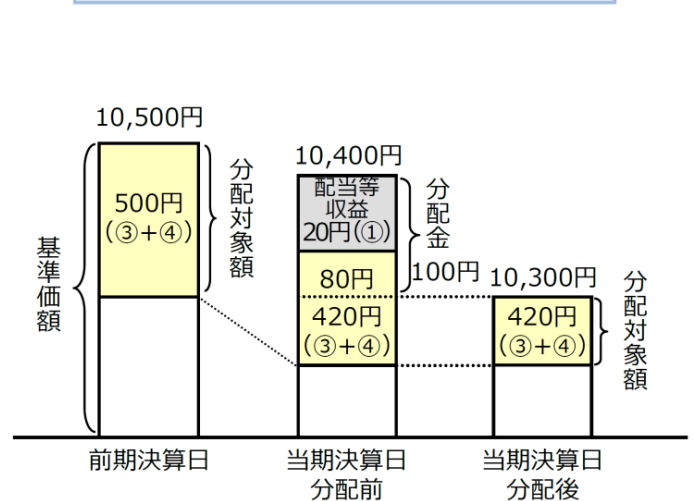 10,500円
500円
(③+④)
分配対象額
基準価額
前期決算日
10,400円
配当等
収益
20円(①)
分配金
100円
80円
420円
(③+④)
当期決算日
分配前
10,300円
420円
(③+④)
分配対象額
当期決算日
分配後